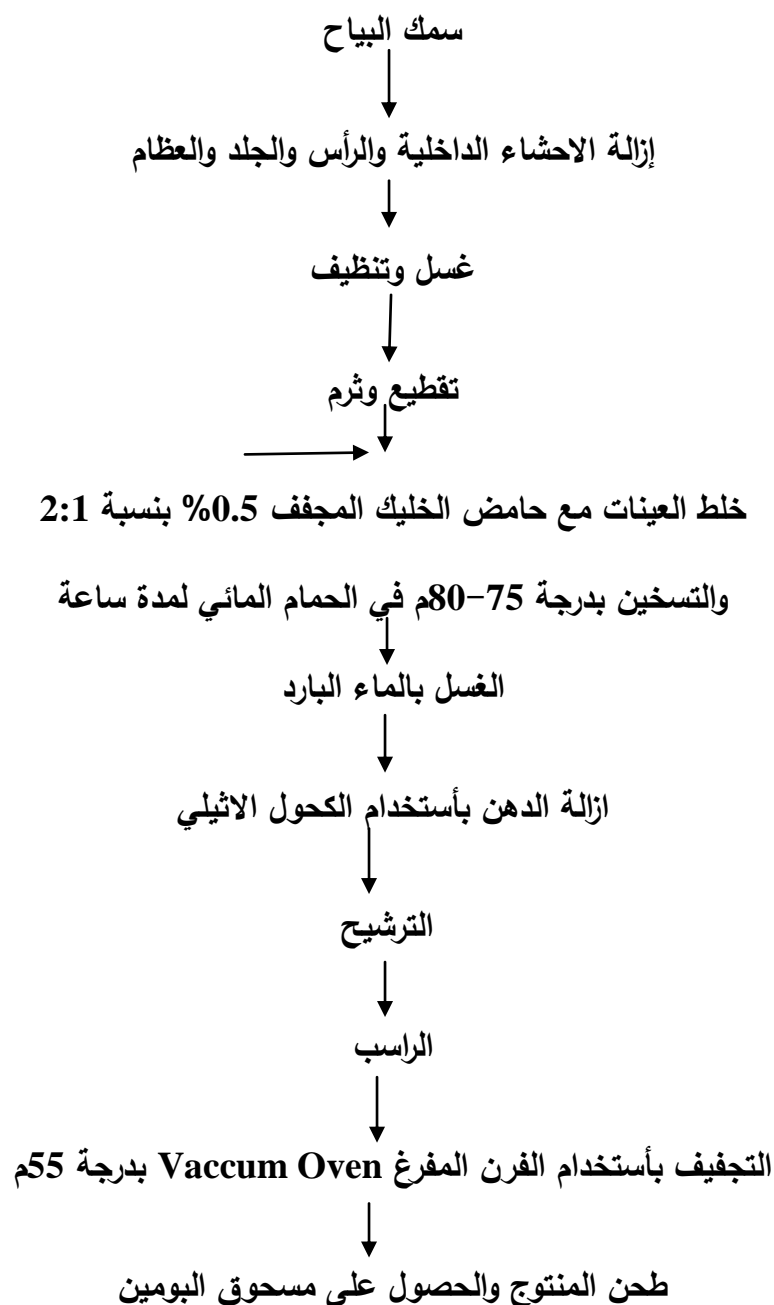 سمك البياح
إزالة الاحشاء الداخلية والرأس والجلد والعظام
غسل وتنظيف
تقطيع وثرم
خلط العينات مع حامض الخليك المجفف 0.5% بنسبة 2:1
والتسخين بدرجة 75-80م في الحمام المائي لمدة ساعة
الغسل بالماء البارد
ازالة الدهن بأستخدام الكحول الاثيلي
الترشيح
الراسب
التجفيف بأستخدام الفرن المفرغ Vaccum Oven بدرجة 55م
طحن المنتوج والحصول على مسحوق البومين